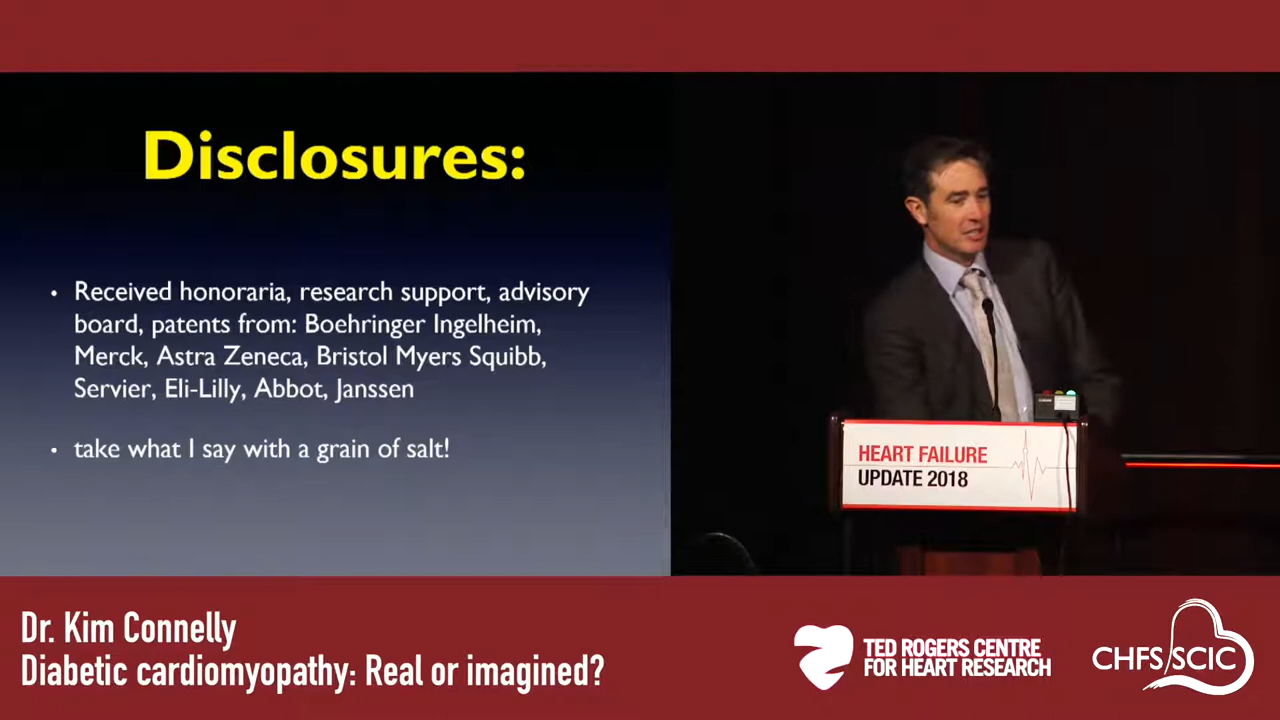 Disclosures:
• Received honoraria, research support, advisory
board, patents from: Boehringer Ingelheim,
Merck, Astra Zeneca, Bristol Myers Squibb,
Servier, Eli-Lilly, Abbot, Janssen
• take what I say with a grain of salt!
HEART FAILURE
UPDATE 2018
Dr. Kim Connelly
Diabetic cardiomyopathy: Real or imagined?
TED ROGERS CENTRE
FOR HEART RESEARCH
CHFS/SCIC